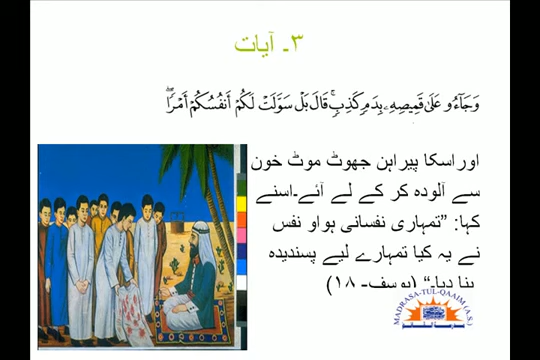 ۳۔ آیات
وَجَآءُو عَلَىٰ قَمِيصِهِۦ بِدَمٍ كَذِبٍ ۚ قَالَ بَلْ سَوَّلَتْ لَكُمْ أَنفُسُكُمْ أَمْرًا ۖ
اور اسکا پیراہن جھوٹ موٹ خون
سے آلودہ کر کے لے آئے۔اسنے
کہا: ”تمہاری نفسانی ہواو نفس
نے یہ کیا تمہارے لیے پسندیدہ
بنا دیا۔“ (یوسف۔ ۱۸)
MADRASA-TUL-QAAIM (A.S.)